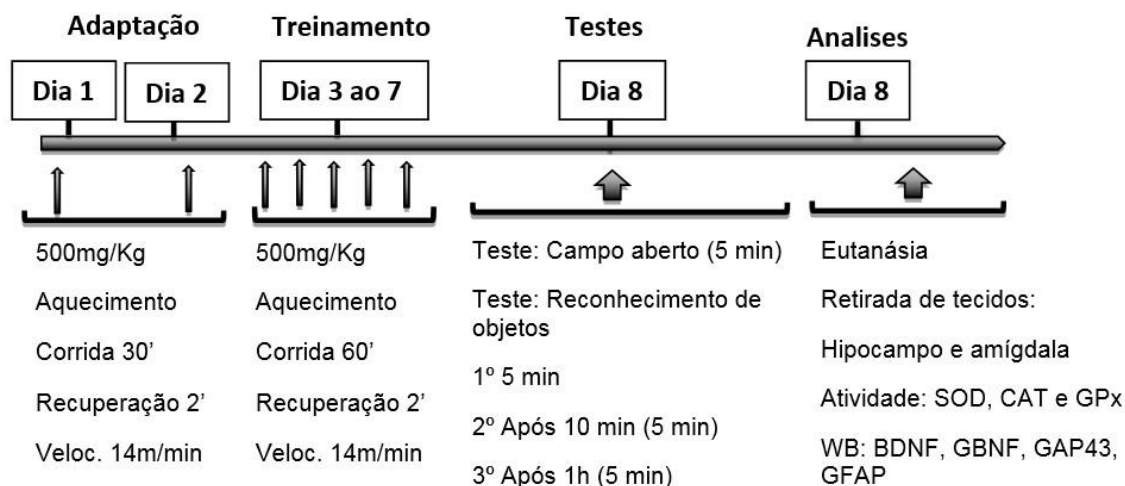 Adaptação
Treinamento
Testes
Analises
Dia 1
Dia 2
Dia 3 ao 7
Dia 8
Dia 8
500mg/Kg
Aquecimento
Corrida 30’
Recuperação 2’
Veloc. 14m/min
500mg/Kg
Aquecimento
Corrida 60’
Recuperação 2’
Veloc. 14m/min
Teste: Campo aberto (5 min)
Teste: Reconhecimento de
objetos
1º 5 min
2º Após 10 min (5 min)
3º Após 1h (5 min)
Eutanásia
Retirada de tecidos:
Hipocampo e amígdala
Atividade: SOD, CAT e GPx
WB: BDNF, GBNF, GAP43,
GFAP